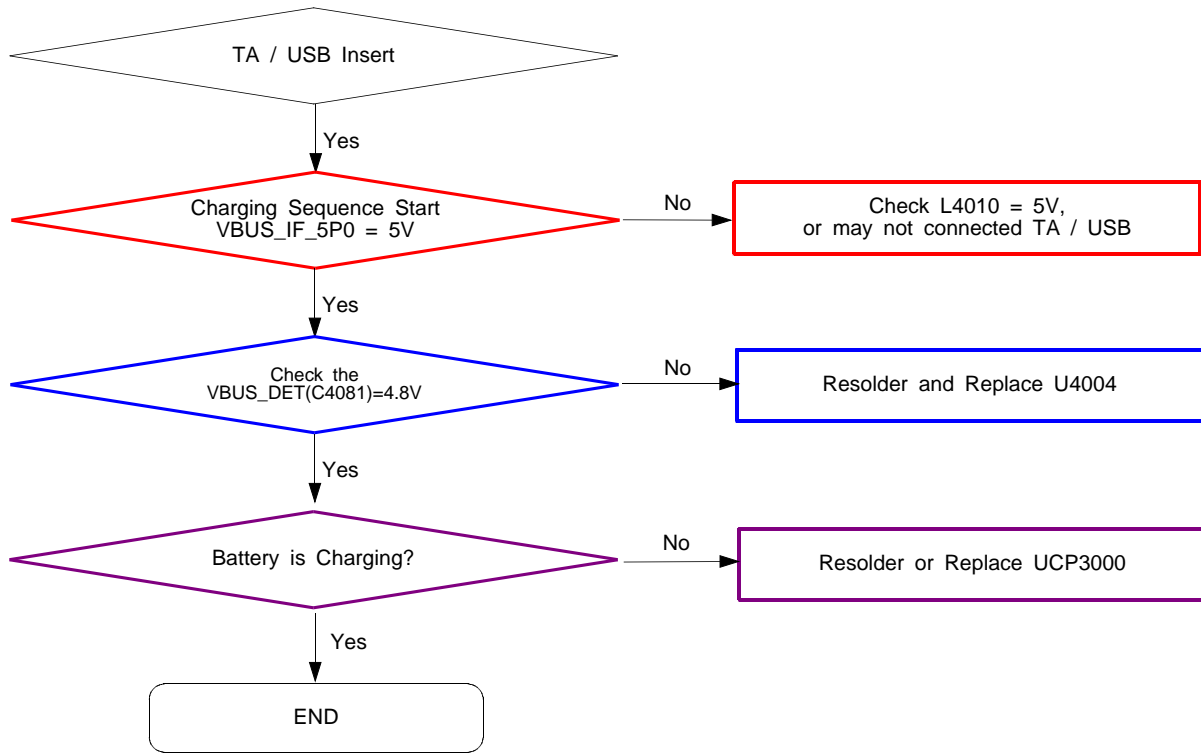 TA / USB Insert
Yes
Charging Sequence Start
VBUS_IF_5P0 = 5V
No
Check L4010 = 5V,
or may not connected TA / USB
Yes
Check the
VBUS_DET(C4081)=4.8V
No
Resolder and Replace U4004
Yes
Battery is Charging?
No
Resolder or Replace UCP3000
Yes
END